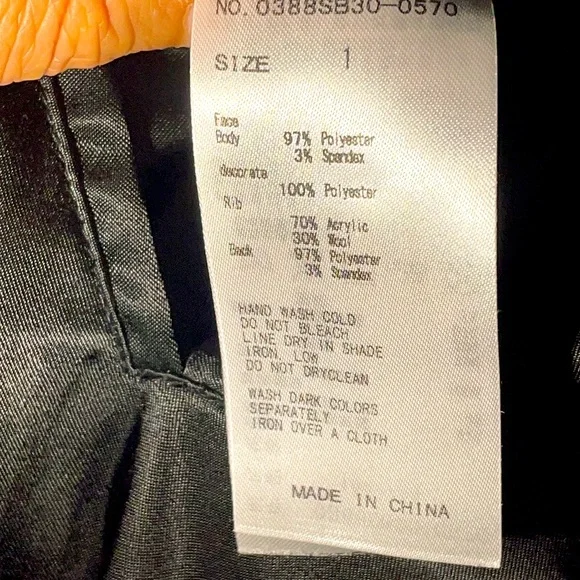 NO. 0388SB30-0570
SIZE 1
Face
Body 97% Polyester
3% Spandex
decorate
100% Polyester
Rib
70% Acrylic
30% Wool
Back 97% Polyester
3% Spandex
HAND WASH COLD
DO NOT BLEACH
LINE DRY IN SHADE
IRON, LOW
DO NOT DRYCLEAN
WASH DARK COLORS
SEPARATELY
IRON OVER A CLOTH
MADE IN CHINA